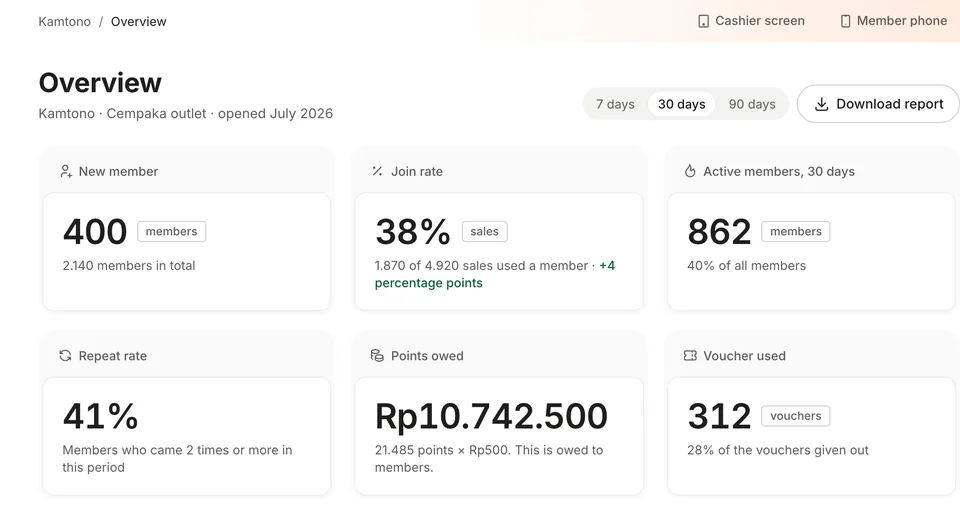 Kamtono / Overview
Cashier screen
Member phone
Overview
Kamtono · Cempaka outlet · opened July 2026
7 days
30 days
90 days
Download report
New member
400 members
2.140 members in total
Join rate
38% sales
1.870 of 4.920 sales used a member · +4
percentage points
Active members, 30 days
862 members
40% of all members
Repeat rate
41%
Members who came 2 times or more in
this period
Points owed
Rp10.742.500
21.485 points × Rp500. This is owed to
members.
Voucher used
312 vouchers
28% of the vouchers given out